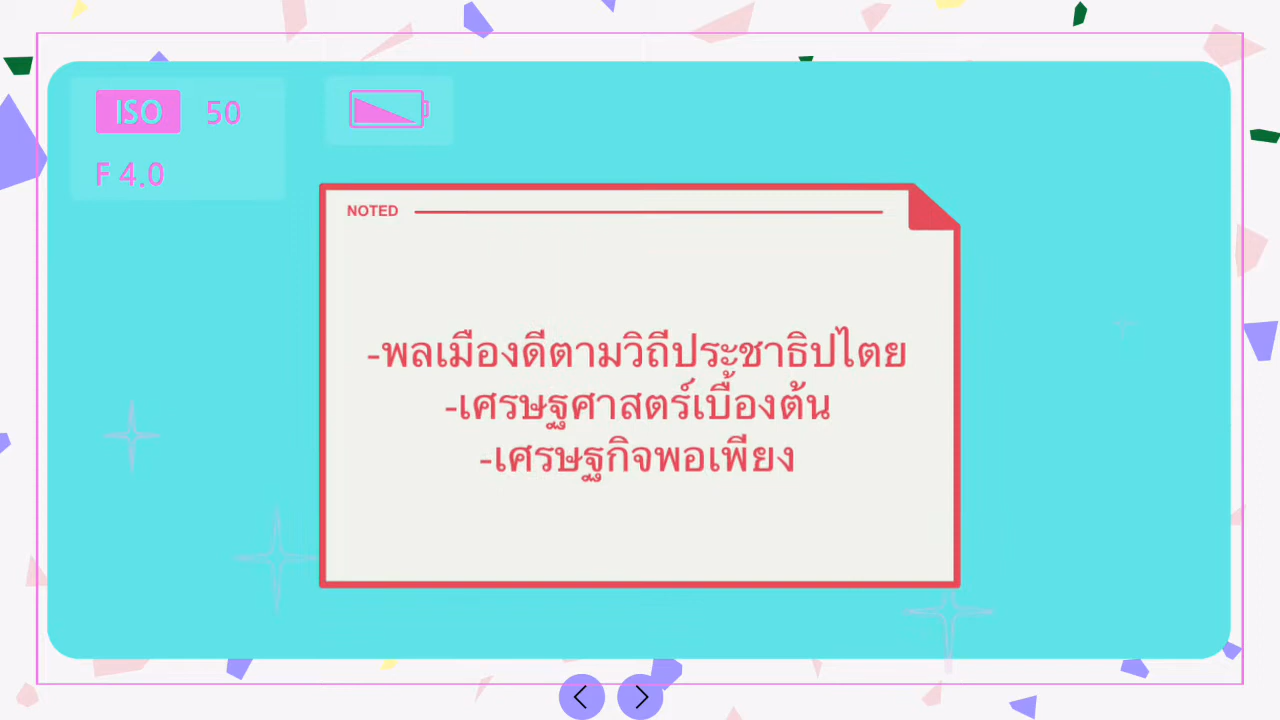 ISO 50
F 4.0
NOTED
-พลเมืองดีตามวิถีประชาธิปไตย
-เศรษฐศาสตร์เบื้องต้น
-เศรษฐกิจพอเพียง